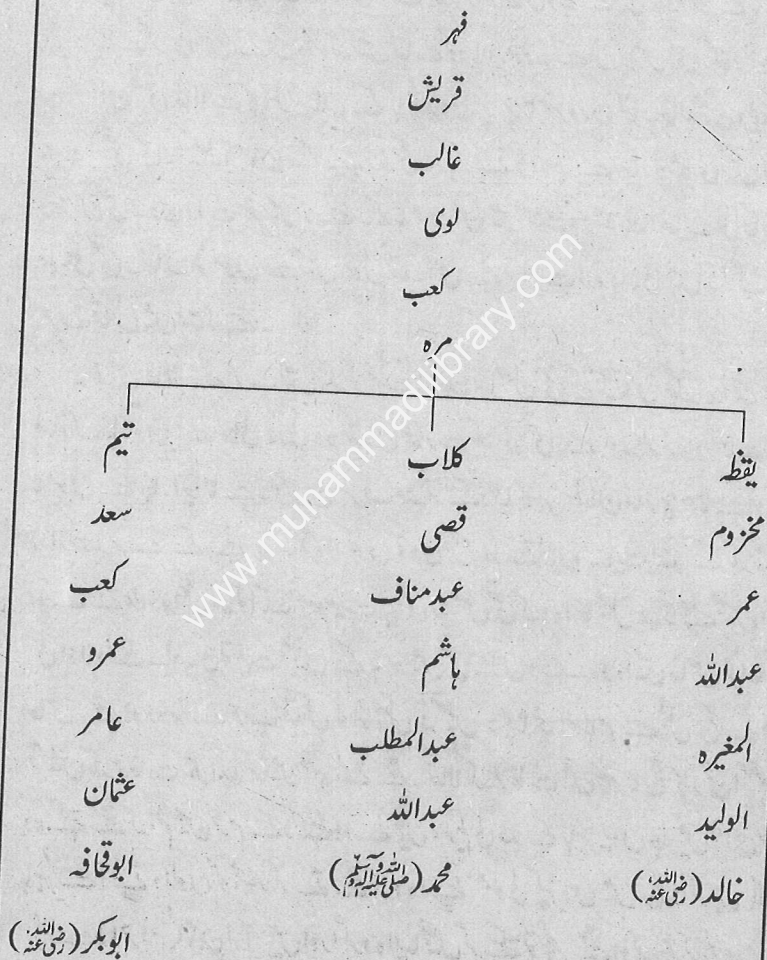 فہر
قریش
غالب
لوی
کعب
مرہ
یقظہ
مخزوم
عمر
عبداللہ
المغیرہ
الولید
خالد (رضی اللہ عنہ)
کلاب
قصی
عبدمناف
ہاشم
عبدالمطلب
عبداللہ
محمد (صلی اللہ علیہ وآلہ وسلم)
تیم
سعد
کعب
عمرو
عامر
عثمان
ابوقحافہ
ابوبکر (رضی اللہ عنہ)
www.muhammadilibrary.com